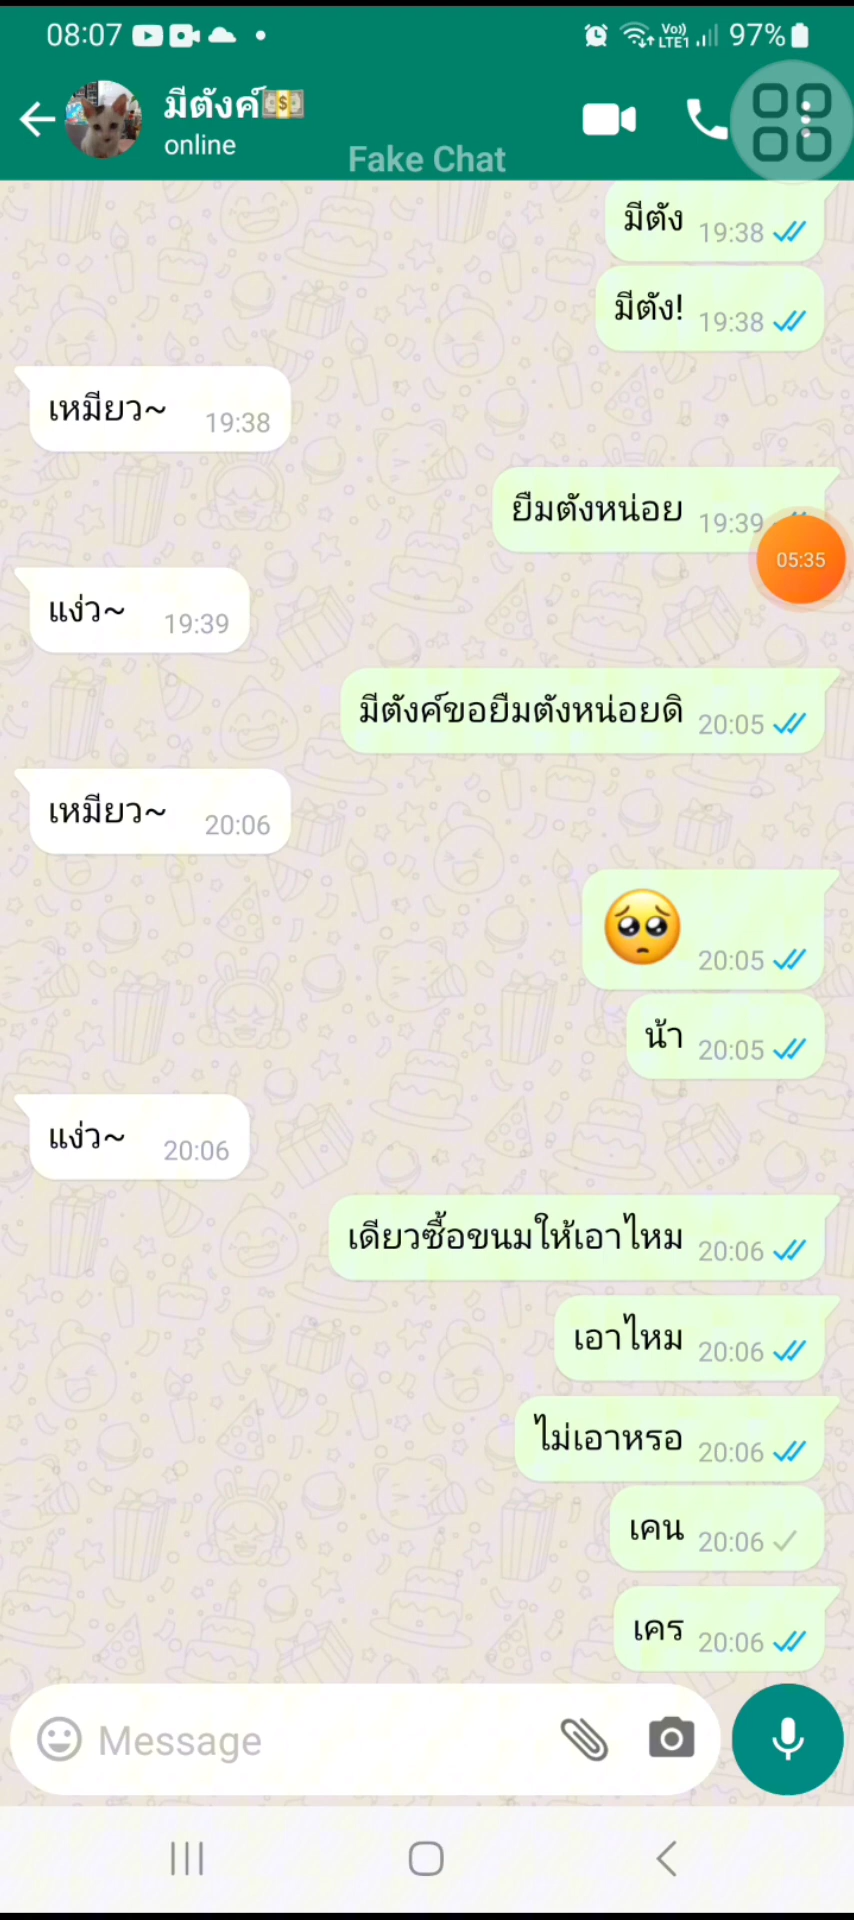 08:07
Vo)) LTE1 97%
มีตังค์💵
online
Fake Chat
มีตัง 19:38
มีตัง! 19:38
เหมียว~ 19:38
ยืมตังหน่อย 19:39
05:35
แง่ว~ 19:39
มีตังค์ขอยืมตังหน่อยดิ 20:05
เหมียว~ 20:06
🥺 20:05
น้า 20:05
แง่ว~ 20:06
เดียวซื้อขนมให้เอาไหม 20:06
เอาไหม 20:06
ไม่เอาหรอ 20:06
เคน 20:06
เคร 20:06
Message